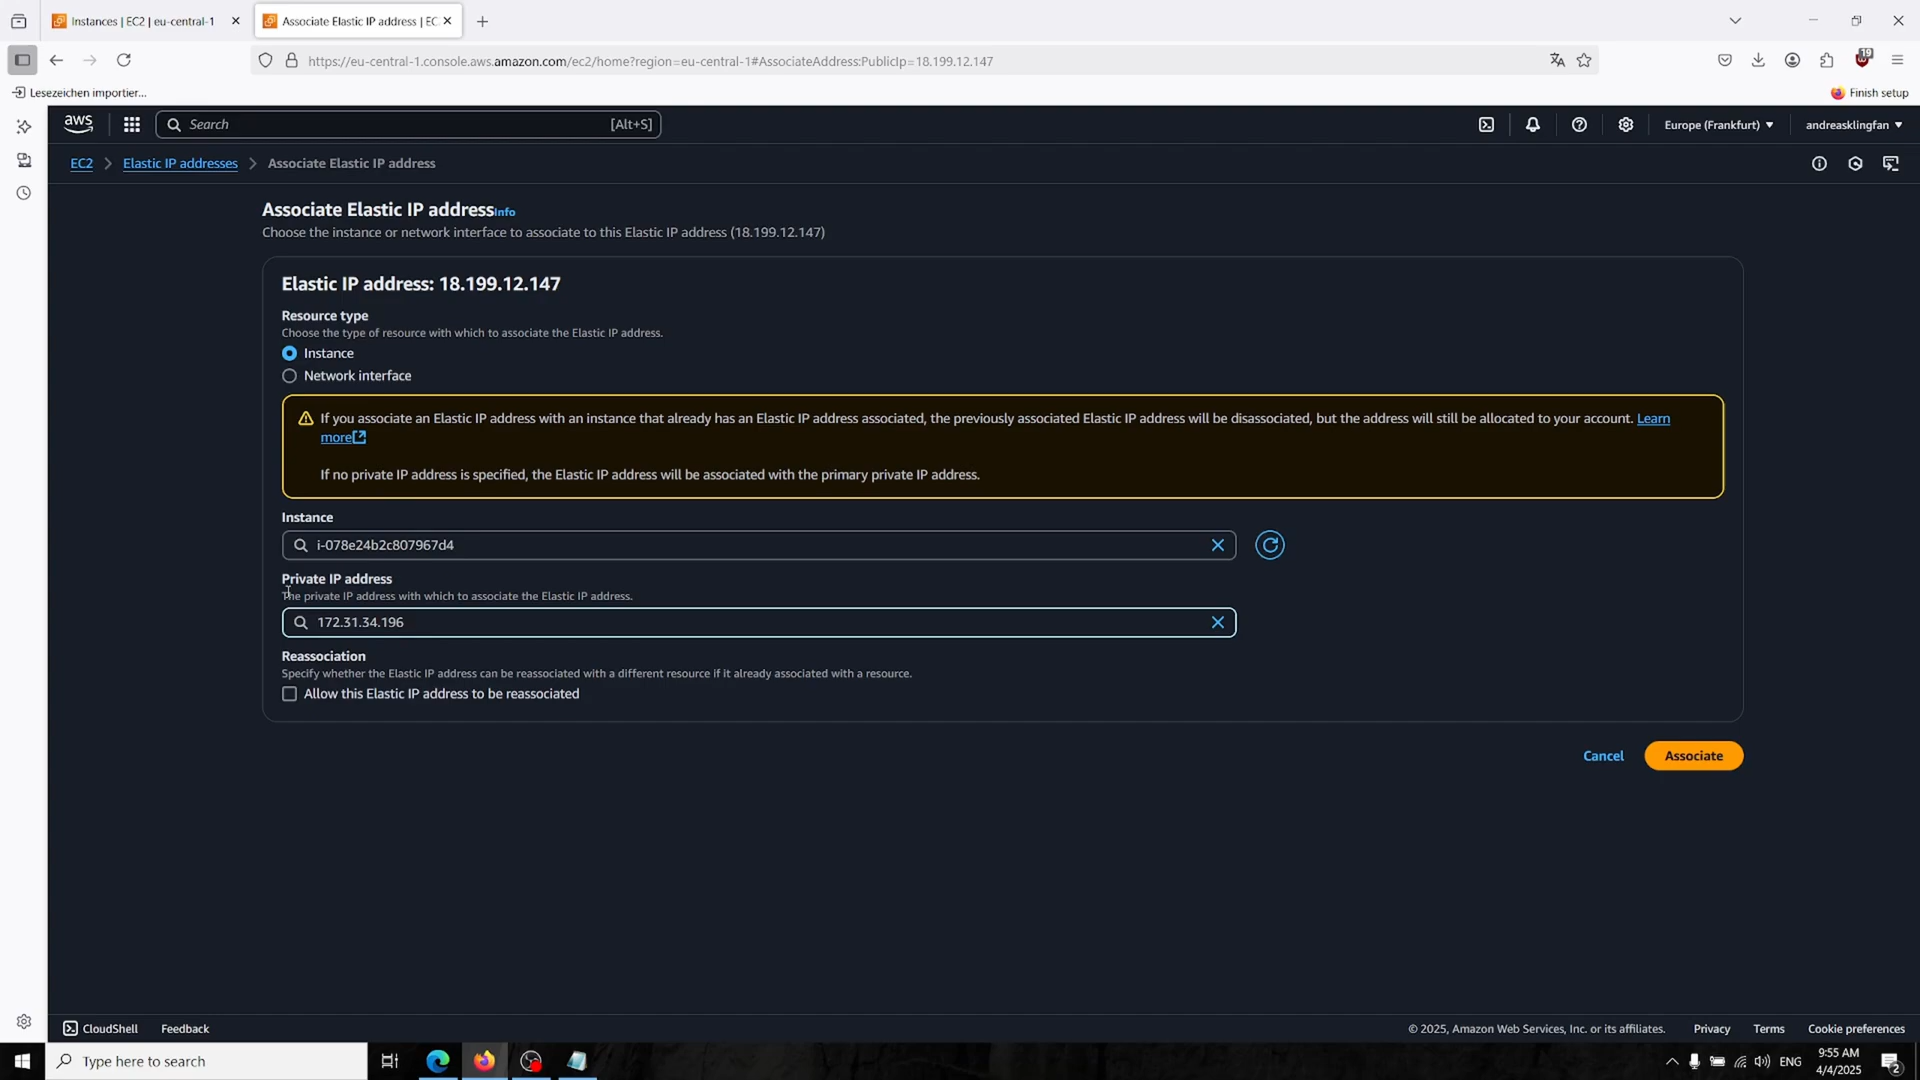 Instances | EC2 | eu-central-1
Associate Elastic IP address | EC
https://eu-central-1.console.aws.amazon.com/ec2/home?region=eu-central-1#AssociateAddress:PublicIp=18.199.12.147
19
Lesezeichen importier...
Finish setup
aws
Search
[Alt+S]
Europe (Frankfurt)
andreasklingfan
EC2
Elastic IP addresses
Associate Elastic IP address
Associate Elastic IP address Info
Choose the instance or network interface to associate to this Elastic IP address (18.199.12.147)
Elastic IP address: 18.199.12.147
Resource type
Choose the type of resource with which to associate the Elastic IP address.
Instance
Network interface
If you associate an Elastic IP address with an instance that already has an Elastic IP address associated, the previously associated Elastic IP address will be disassociated, but the address will still be allocated to your account. Learn
more
If no private IP address is specified, the Elastic IP address will be associated with the primary private IP address.
Instance
i-078e24b2c807967d4
Private IP address
The private IP address with which to associate the Elastic IP address.
172.31.34.196
Reassociation
Specify whether the Elastic IP address can be reassociated with a different resource if it already associated with a resource.
Allow this Elastic IP address to be reassociated
Cancel
Associate
CloudShell
Feedback
© 2025, Amazon Web Services, Inc. or its affiliates.
Privacy
Terms
Cookie preferences
Type here to search
ENG
9:55 AM
4/4/2025
2